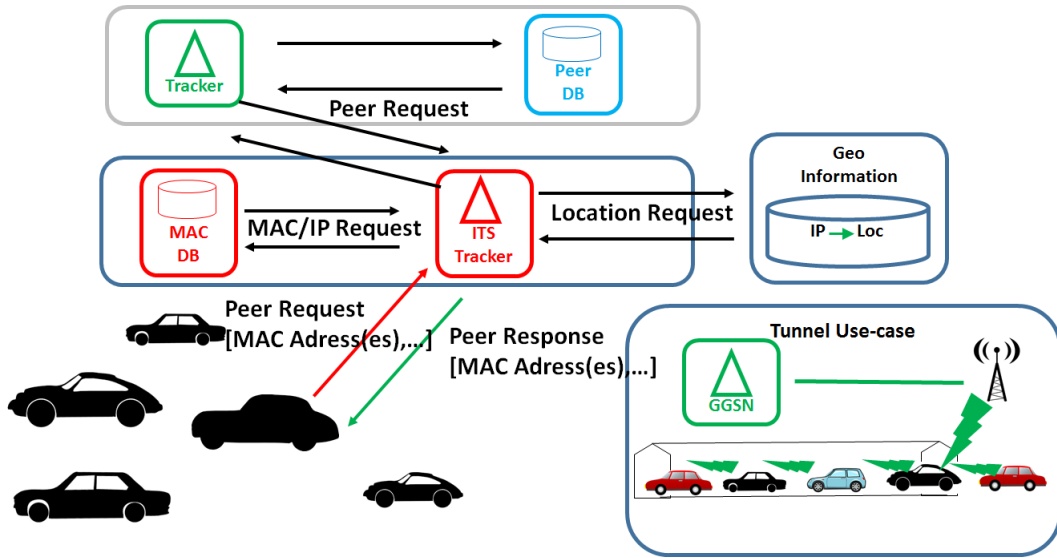 Tracker
Peer
DB
Peer Request
MAC
DB
MAC/IP Request
ITS
Tracker
Location Request
Geo
Information
IP Loc
Peer Request
[MAC Adress(es),...]
Peer Response
[MAC Adress(es),...]
Tunnel Use-case
GGSN